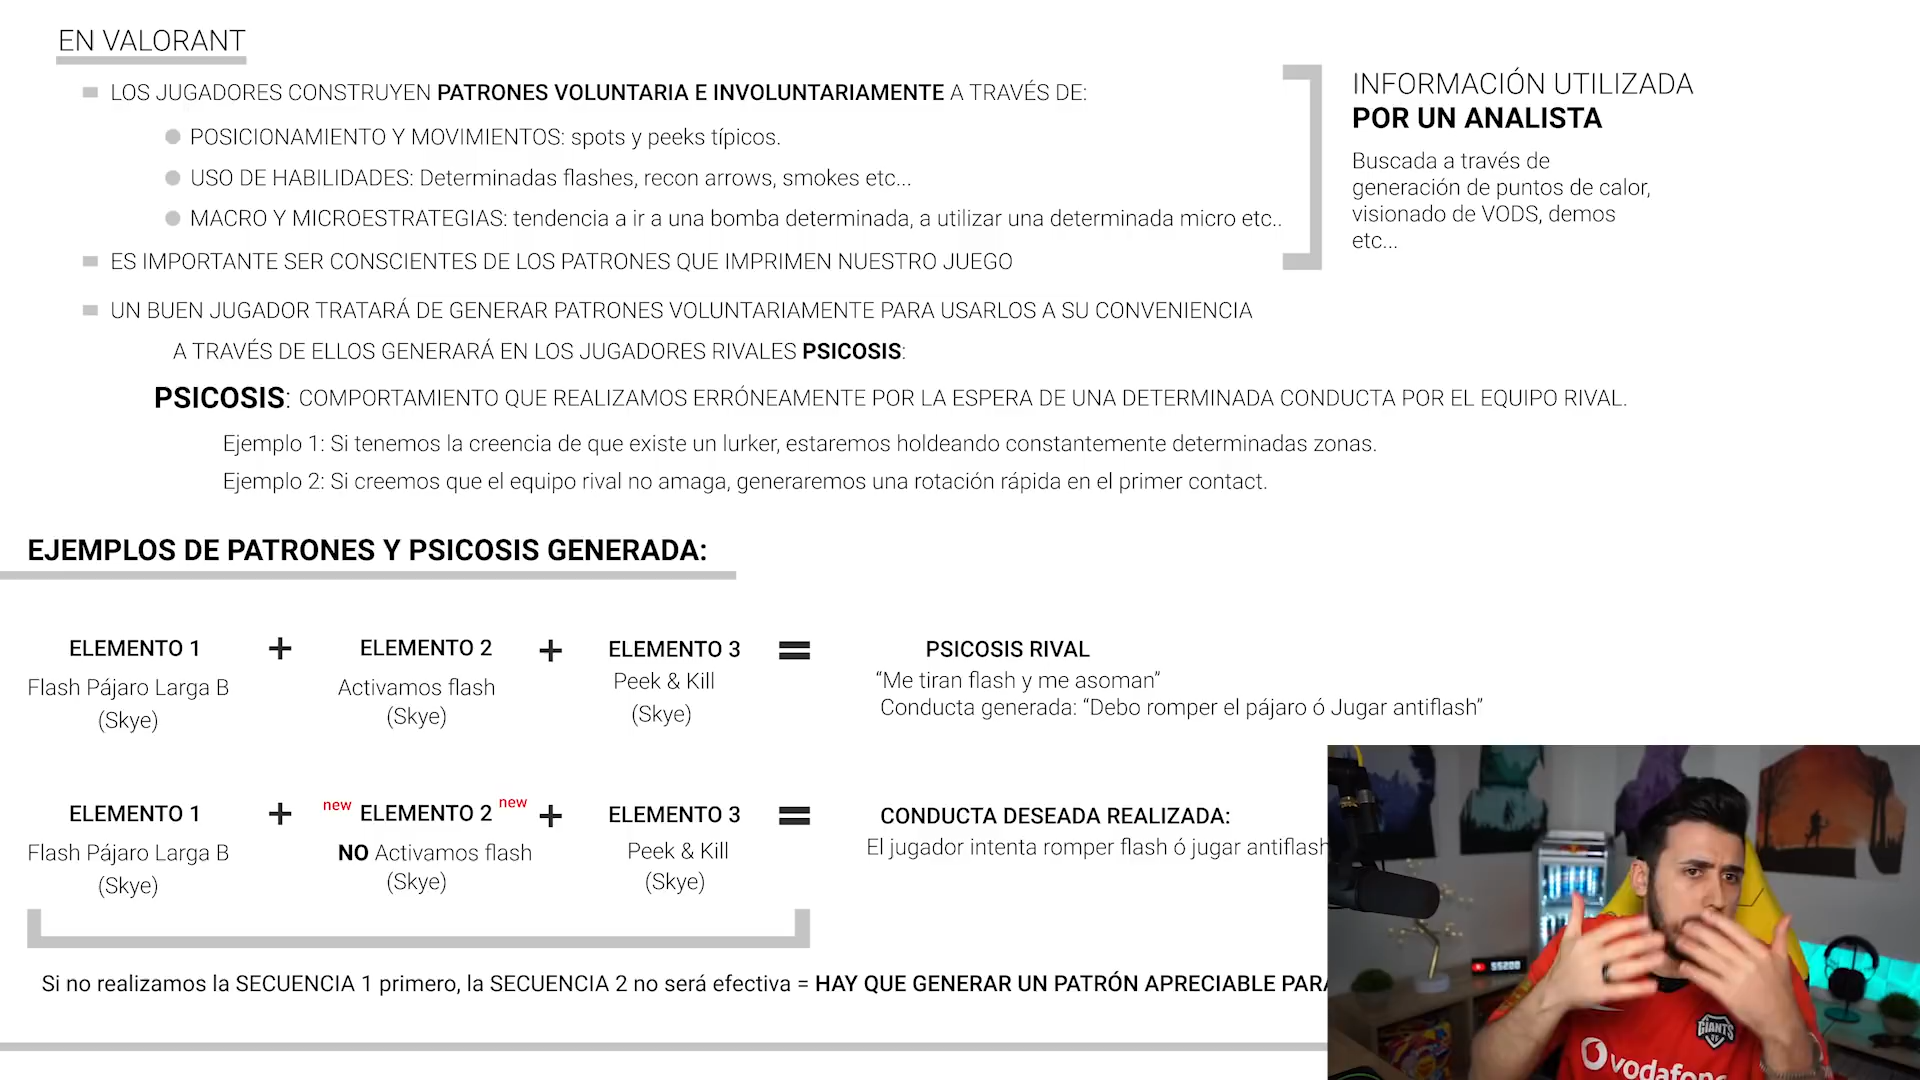 EN VALORANT
LOS JUGADORES CONSTRUYEN PATRONES VOLUNTARIA E INVOLUNTARIAMENTE A TRAVÉS DE:
POSICIONAMIENTO Y MOVIMIENTOS: spots y peeks típicos.
USO DE HABILIDADES: Determinadas flashes, recon arrows, smokes etc...
MACRO Y MICROESTRATEGIAS: tendencia a ir a una bomba determinada, a utilizar una determinada micro etc..
INFORMACIÓN UTILIZADA
POR UN ANALISTA
Buscada a través de
generación de puntos de calor,
visionado de VODS, demos
etc...
ES IMPORTANTE SER CONSCIENTES DE LOS PATRONES QUE IMPRIMEN NUESTRO JUEGO
UN BUEN JUGADOR TRATARÁ DE GENERAR PATRONES VOLUNTARIAMENTE PARA USARLOS A SU CONVENIENCIA
A TRAVÉS DE ELLOS GENERARÁ EN LOS JUGADORES RIVALES PSICOSIS:
PSICOSIS: COMPORTAMIENTO QUE REALIZAMOS ERRÓNEAMENTE POR LA ESPERA DE UNA DETERMINADA CONDUCTA POR EL EQUIPO RIVAL.
Ejemplo 1: Si tenemos la creencia de que existe un lurker, estaremos holdeando constantemente determinadas zonas.
Ejemplo 2: Si creemos que el equipo rival no amaga, generaremos una rotación rápida en el primer contact.
EJEMPLOS DE PATRONES Y PSICOSIS GENERADA:
ELEMENTO 1 + ELEMENTO 2 + ELEMENTO 3 = PSICOSIS RIVAL
Flash Pájaro Larga B
(Skye)
Activamos flash
(Skye)
Peek & Kill
(Skye)
“Me tiran flash y me asoman”
Conducta generada: “Debo romper el pájaro ó Jugar antiflash”
ELEMENTO 1 + new ELEMENTO 2 new + ELEMENTO 3 = CONDUCTA DESEADA REALIZADA:
Flash Pájaro Larga B
(Skye)
NO Activamos flash
(Skye)
Peek & Kill
(Skye)
El jugador intenta romper flash ó jugar antiflash
Si no realizamos la SECUENCIA 1 primero, la SECUENCIA 2 no será efectiva = HAY QUE GENERAR UN PATRÓN APRECIABLE PARA
55200
GIANTS
vodafone